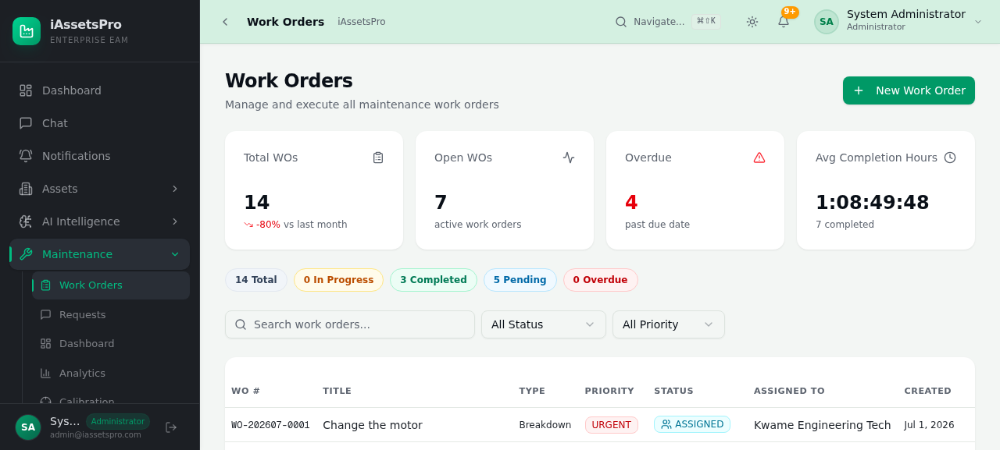 iAssetsPro
ENTERPRISE EAM
Dashboard
Chat
Notifications
Assets
AI Intelligence
Maintenance
Work Orders
Requests
Dashboard
Analytics
Calibration
SA
Sys...
Administrator
admin@iassetspro.com
Work Orders
iAssetsPro
Navigate...
⌘⇧K
9+
SA
System Administrator
Administrator
Work Orders
Manage and execute all maintenance work orders
New Work Order
Total WOs
14
-80% vs last month
Open WOs
7
active work orders
Overdue
4
past due date
Avg Completion Hours
1:08:49:48
7 completed
14 Total
0 In Progress
3 Completed
5 Pending
0 Overdue
Search work orders...
All Status
All Priority
WO # TITLE TYPE PRIORITY STATUS ASSIGNED TO CREATED
WO-202607-0001 Change the motor Breakdown URGENT ASSIGNED Kwame Engineering Tech Jul 1, 2026